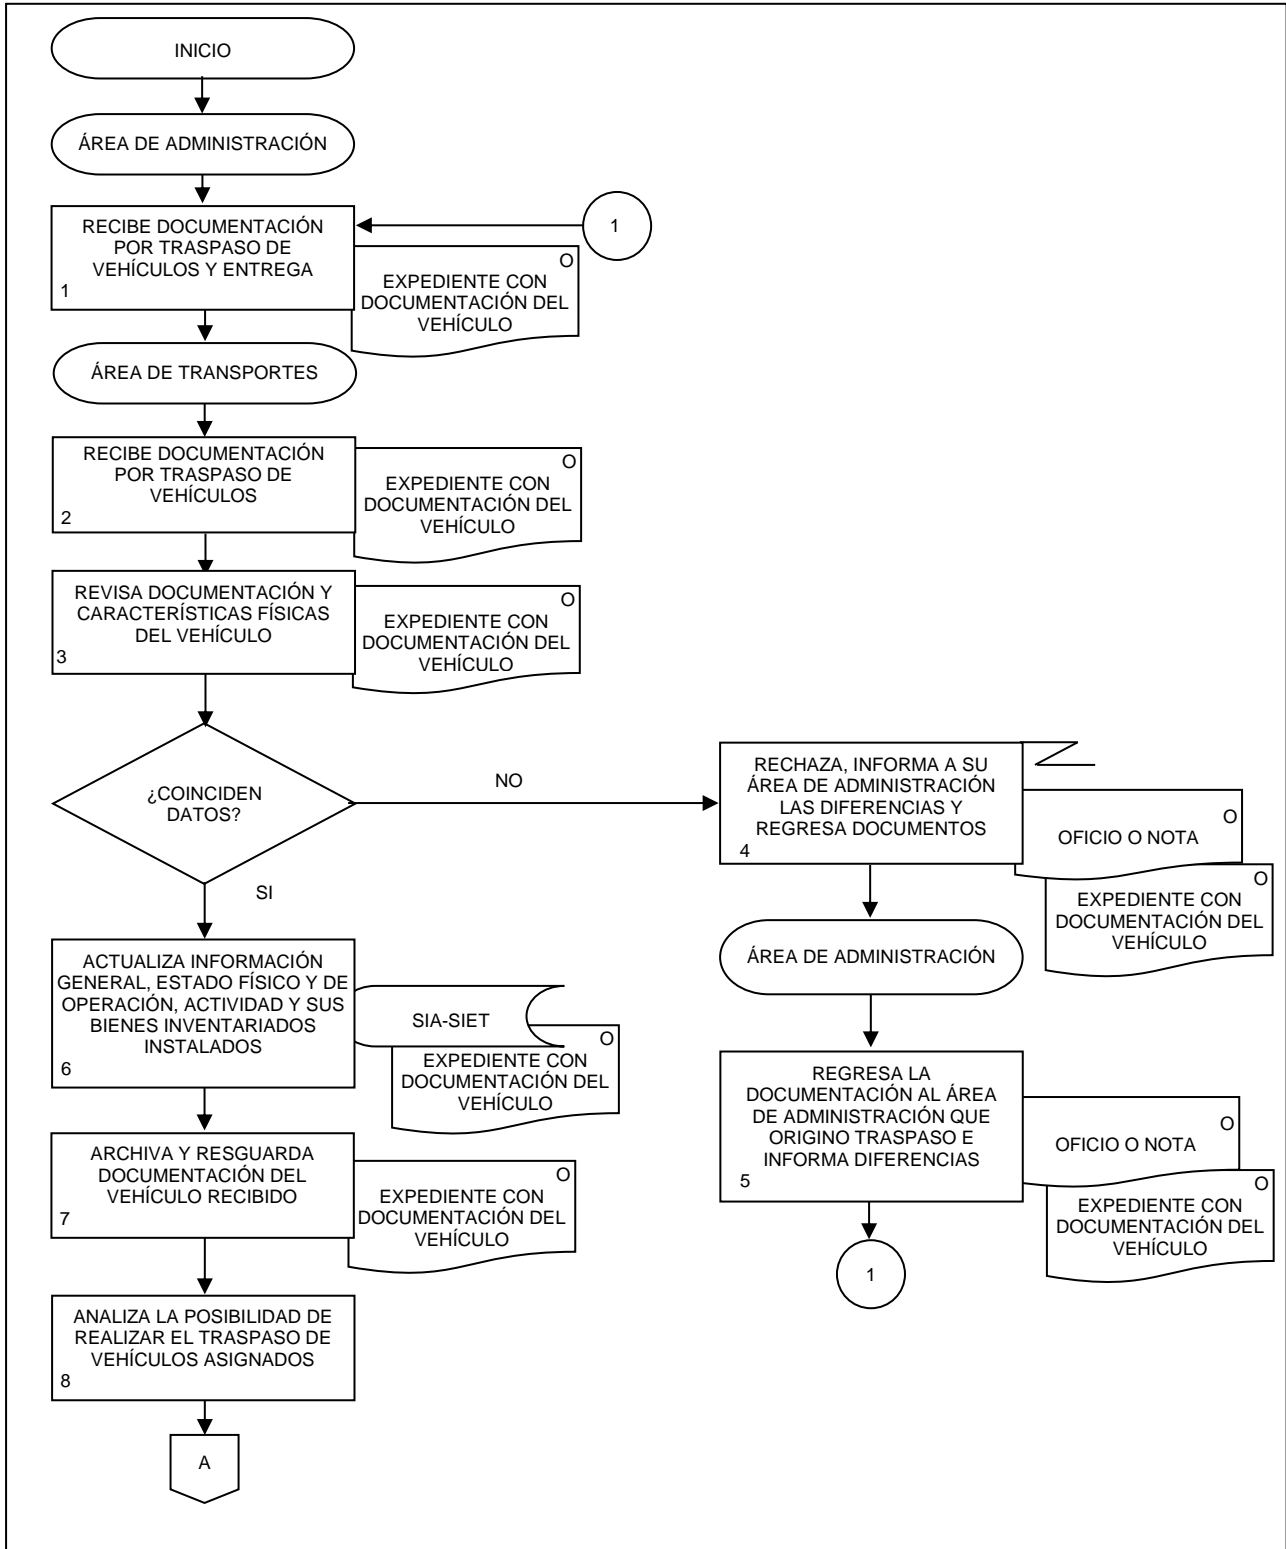 INICIO
ÁREA DE ADMINISTRACIÓN
RECIBE DOCUMENTACIÓN
POR TRASPASO DE
VEHÍCULOS Y ENTREGA
1
1
O
EXPEDIENTE CON
DOCUMENTACIÓN DEL
VEHÍCULO
ÁREA DE TRANSPORTES
RECIBE DOCUMENTACIÓN
POR TRASPASO DE
VEHÍCULOS
2
O
EXPEDIENTE CON
DOCUMENTACIÓN DEL
VEHÍCULO
REVISA DOCUMENTACIÓN Y
CARACTERÍSTICAS FÍSICAS
DEL VEHÍCULO
3
O
EXPEDIENTE CON
DOCUMENTACIÓN DEL
VEHÍCULO
¿COINCIDEN
DATOS?
NO
SI
RECHAZA, INFORMA A SU
ÁREA DE ADMINISTRACIÓN
LAS DIFERENCIAS Y
REGRESA DOCUMENTOS
4
O
OFICIO O NOTA
O
EXPEDIENTE CON
DOCUMENTACIÓN DEL
VEHÍCULO
ÁREA DE ADMINISTRACIÓN
REGRESA LA
DOCUMENTACIÓN AL ÁREA
DE ADMINISTRACIÓN QUE
ORIGINO TRASPASO E
INFORMA DIFERENCIAS
5
O
OFICIO O NOTA
O
EXPEDIENTE CON
DOCUMENTACIÓN DEL
VEHÍCULO
1
ACTUALIZA INFORMACIÓN
GENERAL, ESTADO FÍSICO Y DE
OPERACIÓN, ACTIVIDAD Y SUS
BIENES INVENTARIADOS
INSTALADOS
6
SIA-SIET
O
EXPEDIENTE CON
DOCUMENTACIÓN DEL
VEHÍCULO
ARCHIVA Y RESGUARDA
DOCUMENTACIÓN DEL
VEHÍCULO RECIBIDO
7
O
EXPEDIENTE CON
DOCUMENTACIÓN DEL
VEHÍCULO
ANALIZA LA POSIBILIDAD DE
REALIZAR EL TRASPASO DE
VEHÍCULOS ASIGNADOS
8
A